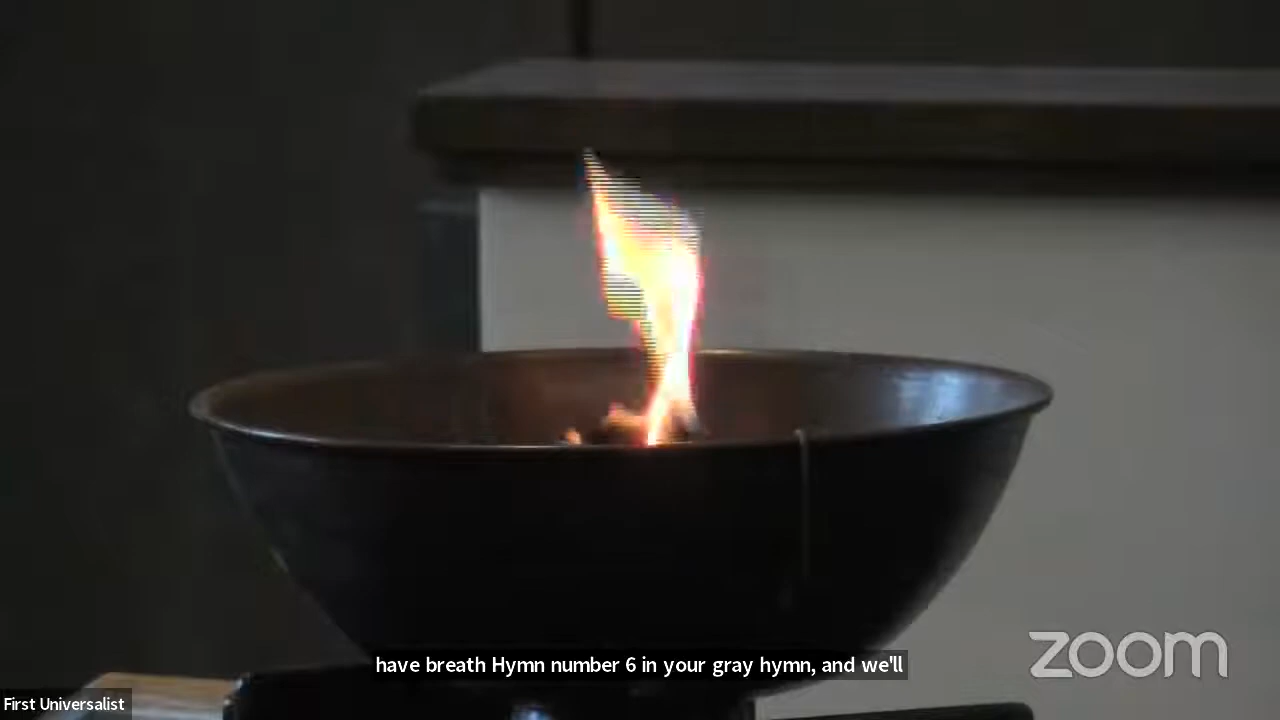 zoom
have breath Hymn number 6 in your gray hymn, and we'll
First Universalist